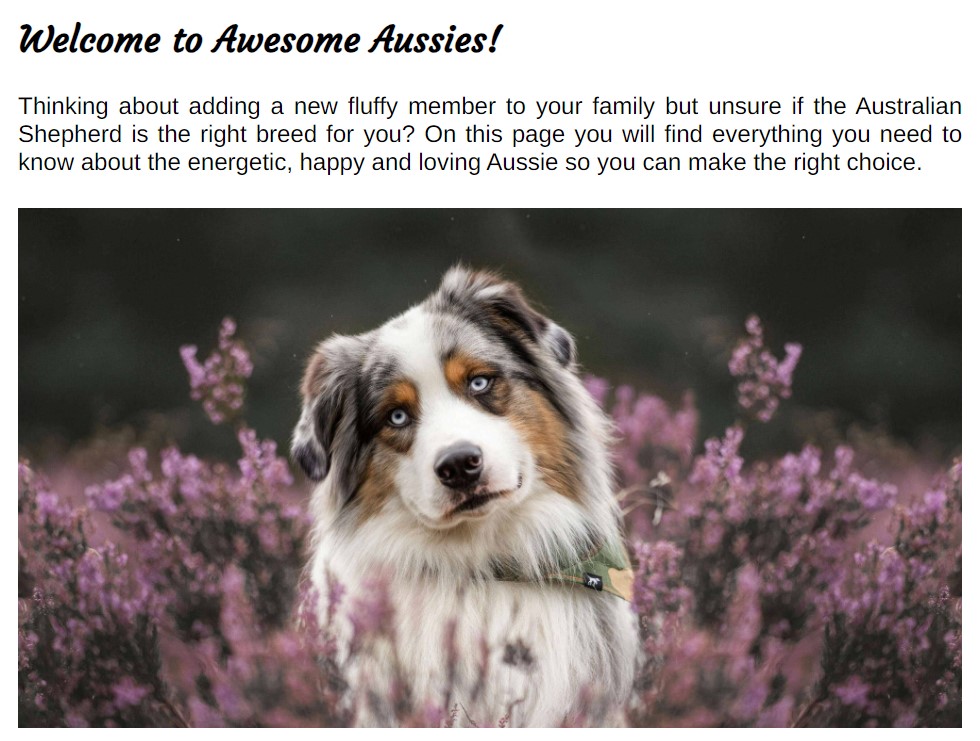 Welcome to Awesome Aussies!
Thinking about adding a new fluffy member to your family but unsure if the Australian
Shepherd is the right breed for you? On this page you will find everything you need to
know about the energetic, happy and loving Aussie so you can make the right choice.